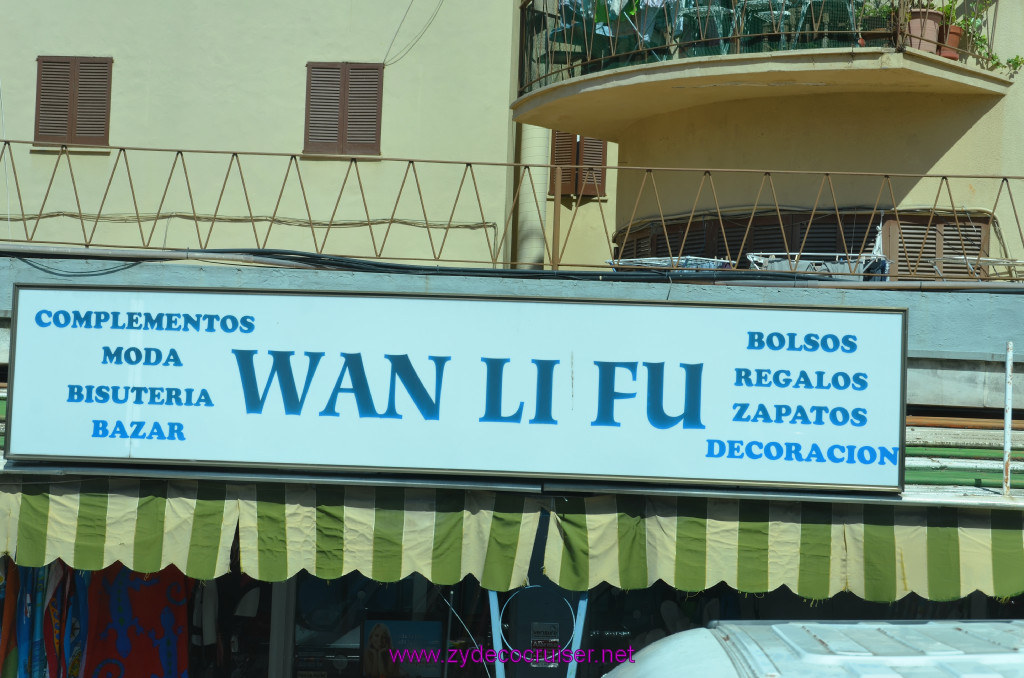 COMPLEMENTOS
MODA
BISUTERIA
BAZAR
WAN LI FU
BOLSOS
REGALOS
ZAPATOS
DECORACION
www.zydecocruiser.net